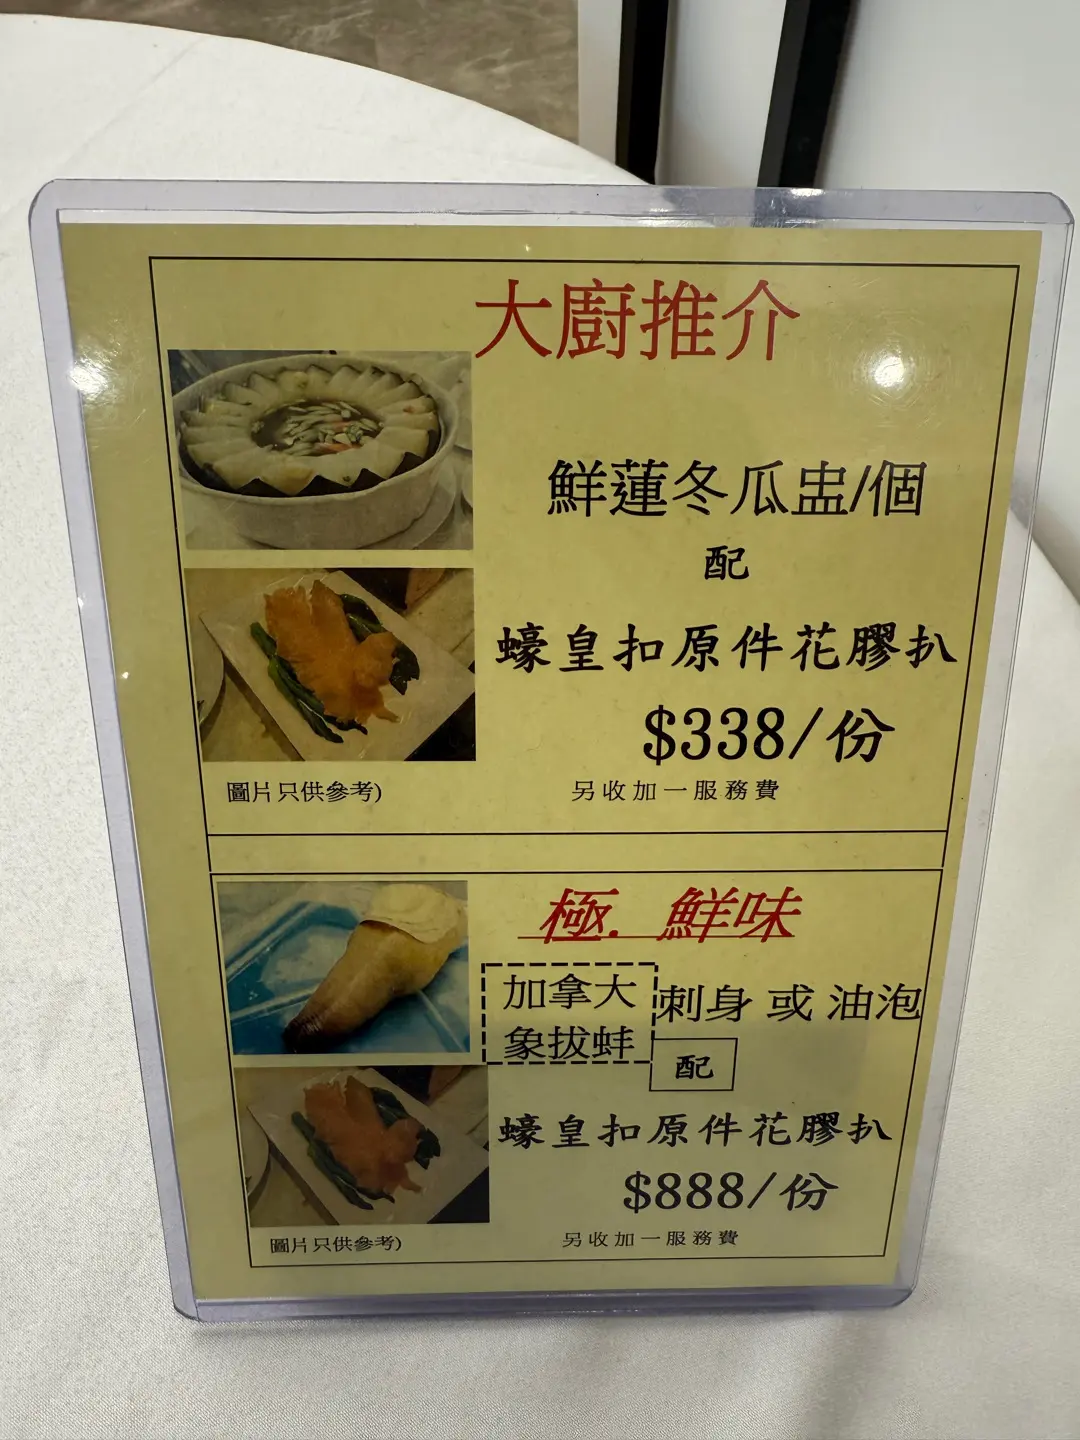 大廚推介
鮮蓮冬瓜盅/個
配
蠔皇扣原件花膠扒
$338/份
圖片只供參考)
另收加一服務費
極. 鮮味
加拿大
象拔蚌
刺身 或 油泡
配
蠔皇扣原件花膠扒
$888/份
圖片只供參考)
另收加一服務費